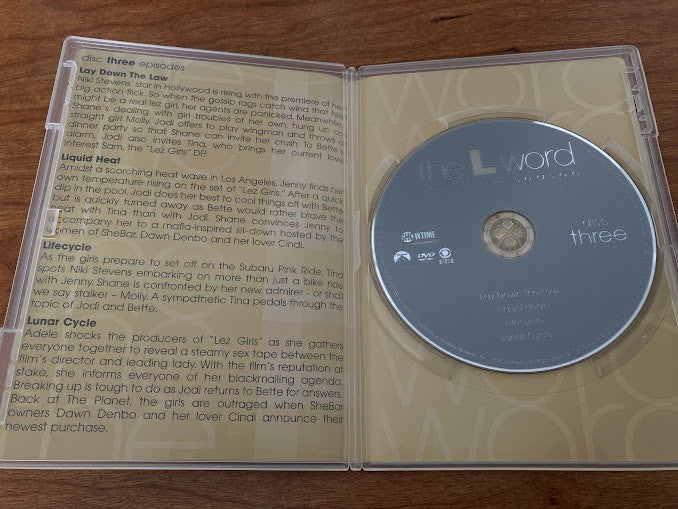 disc three episodes
Lay Down The Law
Niki Stevens' star in Hollywood is rising with the premiere of her
big action flick. So when the gossip rags catch wind that Niki
might be a real lez girl, her agents are panicked. Meanwhile,
Shane's dealing with girl troubles of her own, hung up on
straight girl Molly. Jodi offers to play wingman and throws a
dinner party so that Shane can invite her crush. To Bette's
alarm, Jodi also invites Tina, who brings her current love
interest Sam, the "Lez Girls" DP.
Liquid Heat
Amidst a scorching heat wave in Los Angeles, Jenny finds her
own temperature rising on the set of "Lez Girls." After a quick
dip in the pool, Jodi does her best to cool things off with Bette
but is quickly turned away as Bette would rather brave the
heat with Tina than with Jodi. Shane convinces Jenny to
accompany her to a mafia-inspired sit-down hosted by the
women of SheBar, Dawn Denbo and her lover Cindi.
Lifecycle
As the girls prepare to set off on the Subaru Pink Ride, Tina
spots Niki Stevens embarking on more than just a bike ride
with Jenny. Shane is confronted by her new admirer - or shall
we say stalker – Molly. A sympathetic Tina pedals through the
topic of Jodi and Bette.
Lunar Cycle
Adele shocks the producers of "Lez Girls" as she gathers
everyone together to reveal a steamy sex tape between the
film's director and leading lady. With the film's reputation at
stake, she informs everyone of her blackmailing agenda.
Breaking up is tough to do as Jodi returns to Bette for answers.
Back at The Planet, the girls are outraged when SheBar
owners Dawn Denbo and her lover Cindi announce their
newest purchase.
the L word
season
disc
three
SHOWTIME
DVD
Lay Down The Law
Liquid Heat
Lifecycle
Lunar Cycle